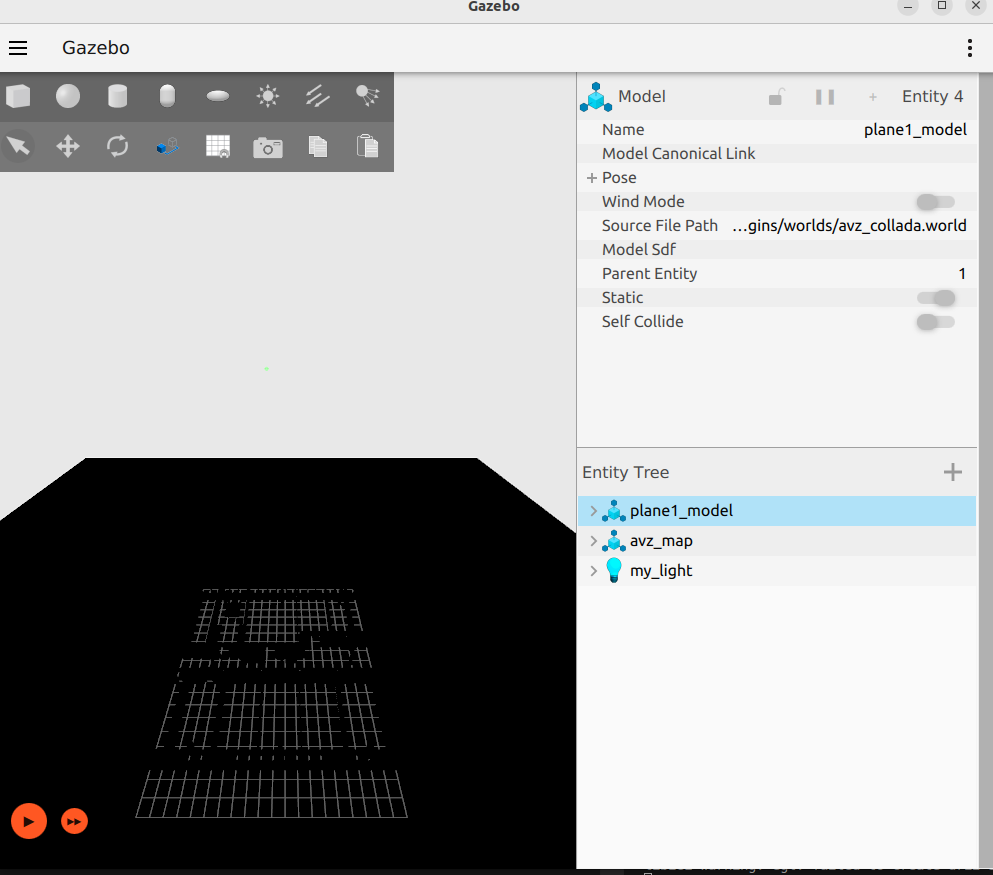 Gazebo
Gazebo
Model
Entity 4
Name plane1_model
Model Canonical Link
Pose
Wind Mode
Source File Path ...gins/worlds/avz_collada.world
Model Sdf
Parent Entity 1
Static
Self Collide
Entity Tree
plane1_model
avz_map
my_light